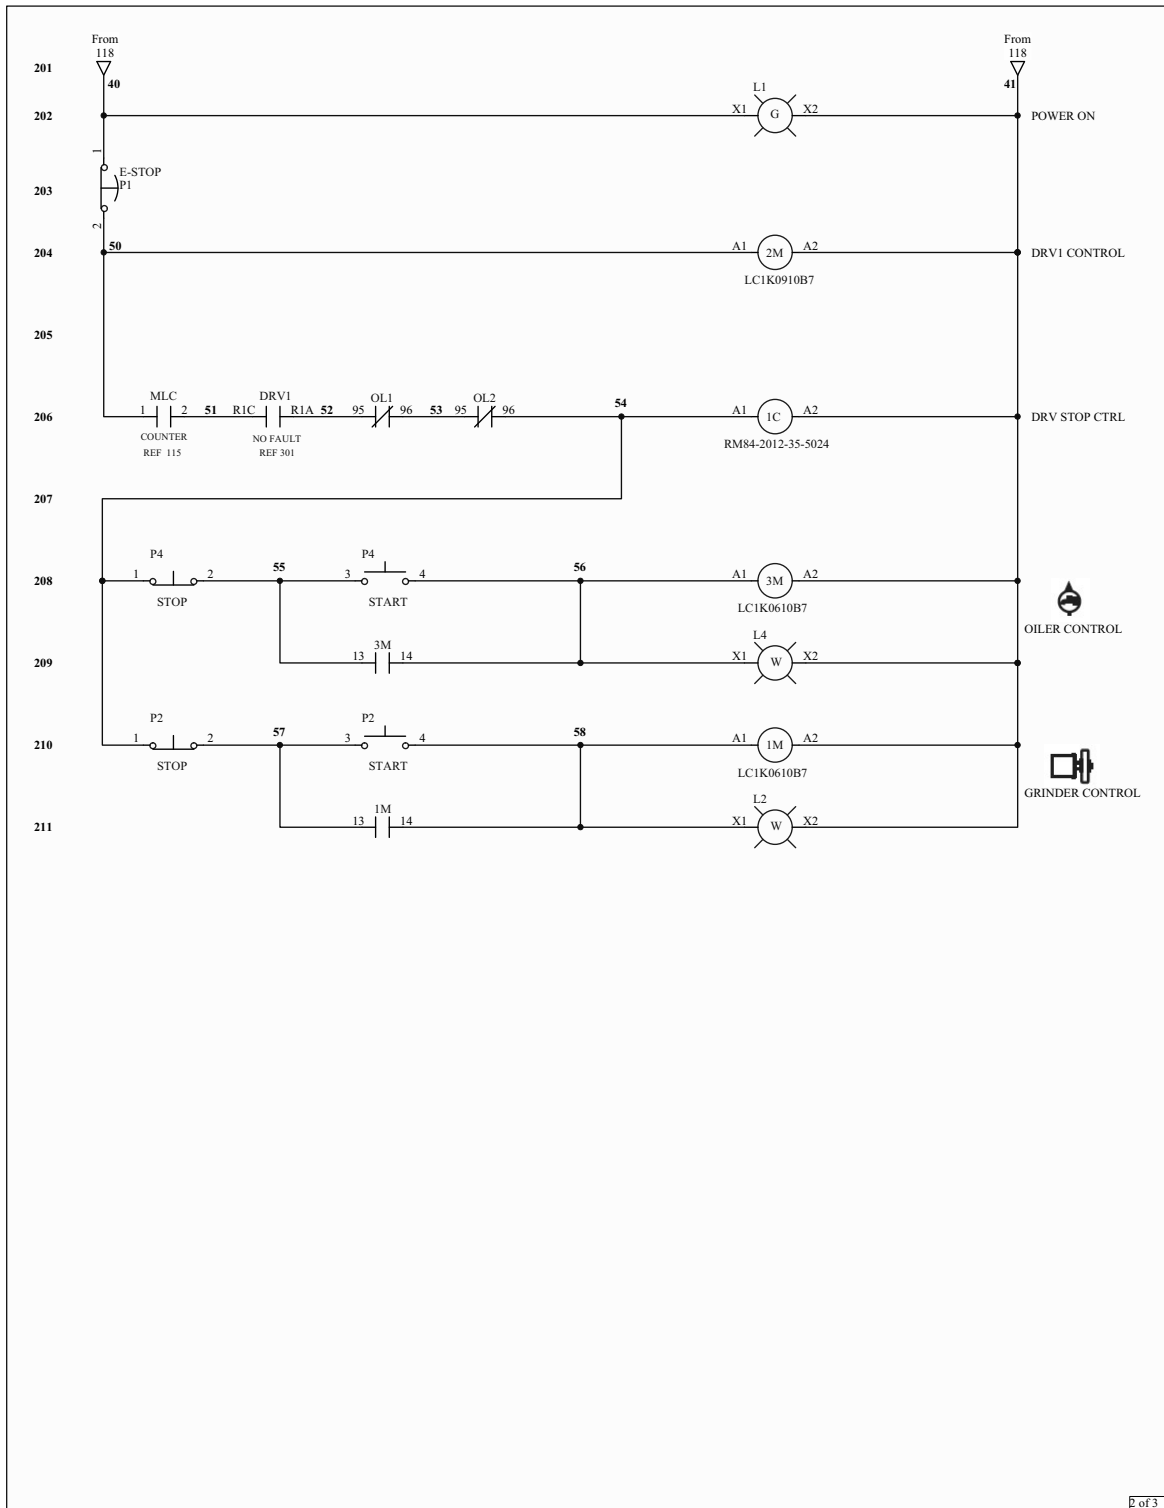 From
118
From
118
201
40
41
L1
202
X1
G
X2
POWER ON
1
E-STOP
P1
203
2
50
204
A1
2M
A2
DRV1 CONTROL
LC1K0910B7
205
MLC
DRV1
OL1
OL2
54
206
1
2
51
R1C
R1A
52
95
96
53
95
96
A1
1C
A2
DRV STOP CTRL
COUNTER
REF 115
NO FAULT
REF 301
RM84-2012-35-5024
207
P4
P4
208
1
2
55
3
4
56
A1
3M
A2
STOP
START
LC1K0610B7
OILER CONTROL
3M
L4
209
13
14
X1
W
X2
P2
P2
210
1
2
57
3
4
58
A1
1M
A2
STOP
START
LC1K0610B7
GRINDER CONTROL
1M
L2
211
13
14
X1
W
X2
2 of 3